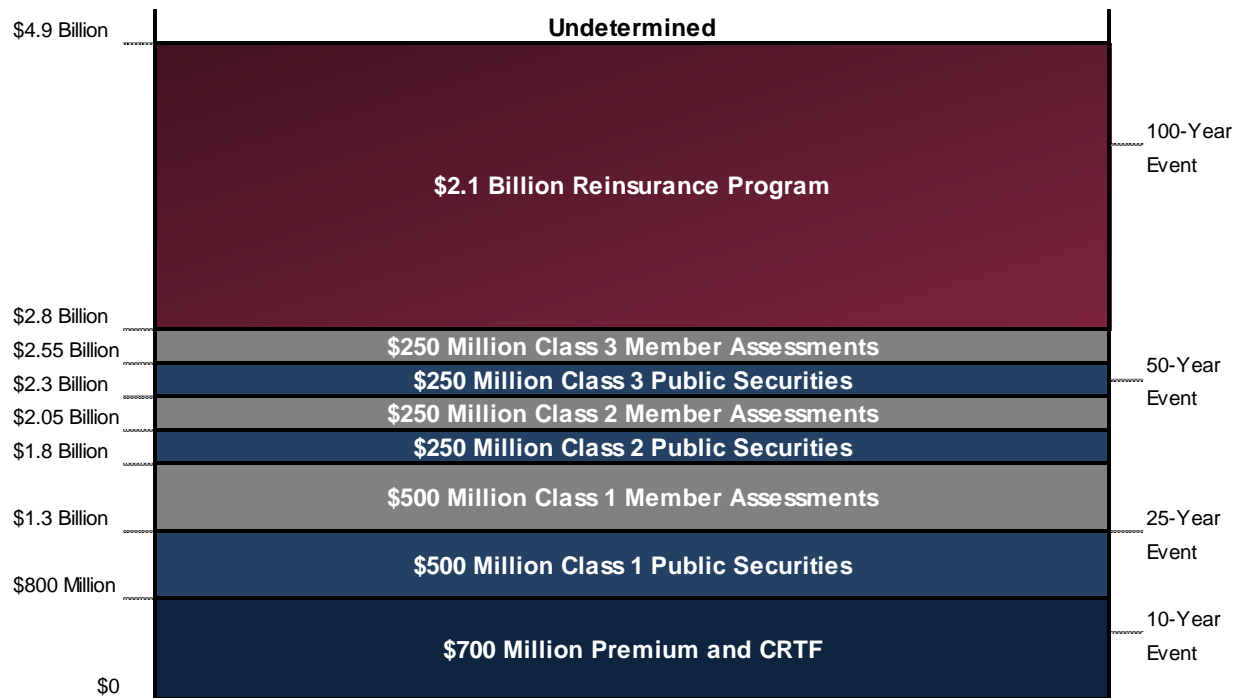 $4.9 Billion
Undetermined
100-Year
Event
$2.1 Billion Reinsurance Program
$2.8 Billion
$250 Million Class 3 Member Assessments
$2.55 Billion
$250 Million Class 3 Public Securities
50-Year
Event
$2.3 Billion
$250 Million Class 2 Member Assessments
$2.05 Billion
$250 Million Class 2 Public Securities
$1.8 Billion
$500 Million Class 1 Member Assessments
$1.3 Billion
25-Year
Event
$500 Million Class 1 Public Securities
$800 Million
10-Year
Event
$700 Million Premium and CRTF
$0